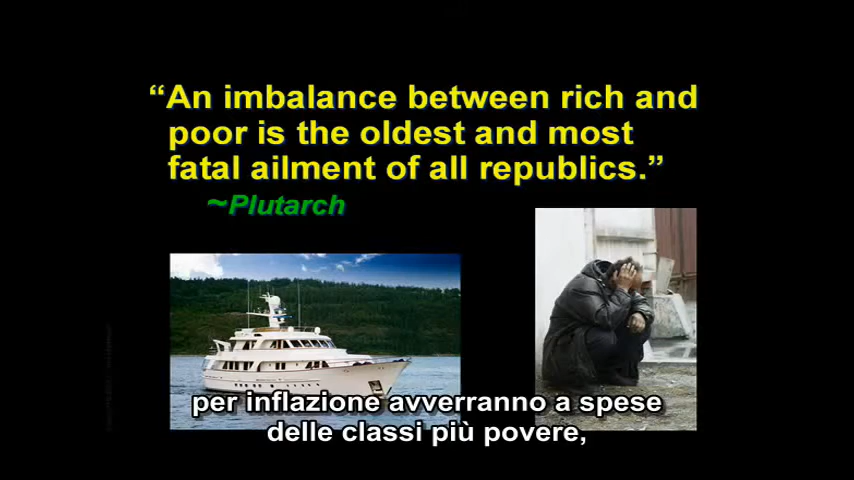 “An imbalance between rich and
poor is the oldest and most
fatal ailment of all republics.”
~Plutarch
per inflazione avverranno a spese
delle classi più povere,